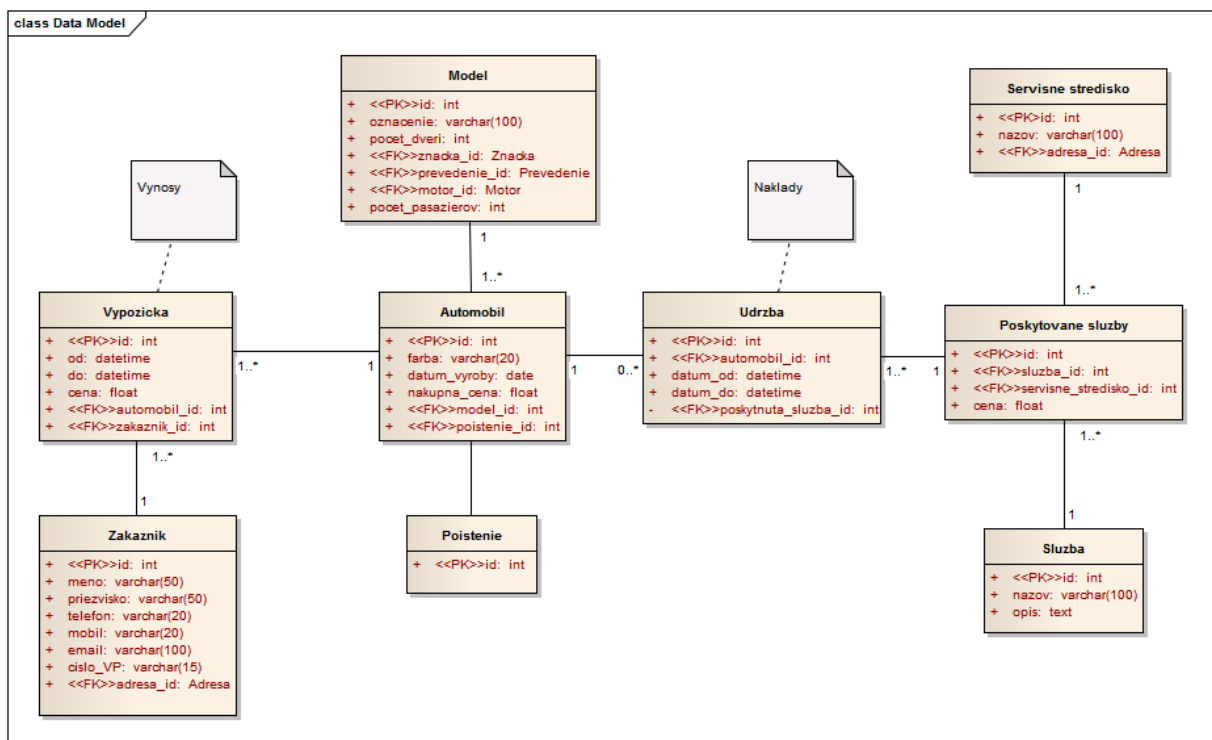 class Data Model
Model
+ <<PK>>id: int
+ oznacenie: varchar(100)
+ pocet_dveri: int
+ <<FK>>znacka_id: Znacka
+ <<FK>>prevedenie_id: Prevedenie
+ <<FK>>motor_id: Motor
+ pocet_pasazierov: int
Servisne stredisko
+ <<PK>id: int
+ nazov: varchar(100)
+ <<FK>>adresa_id: Adresa
Vynosy
Naklady
1
1..*
1
1..*
Vypozicka
+ <<PK>>id: int
+ od: datetime
+ do: datetime
+ cena: float
+ <<FK>>automobil_id: int
+ <<FK>>zakaznik_id: int
1..*
1
Automobil
+ <<PK>>id: int
+ farba: varchar(20)
+ datum_vyroby: date
+ nakupna_cena: float
+ <<FK>>model_id: int
+ <<FK>>poistenie_id: int
1
0..*
Udrzba
+ <<PK>>id: int
+ <<FK>>automobil_id: int
+ datum_od: datetime
+ datum_do: datetime
- <<FK>>poskytnuta_sluzba_id: int
1..*
1
Poskytovane sluzby
+ <<PK>>id: int
+ <<FK>>sluzba_id: int
+ <<FK>>servisne_stredisko_id: int
+ cena: float
1..*
1
1..*
1
Zakaznik
+ <<PK>>id: int
+ meno: varchar(50)
+ priezvisko: varchar(50)
+ telefon: varchar(20)
+ mobil: varchar(20)
+ email: varchar(100)
+ cislo_VP: varchar(15)
+ <<FK>>adresa_id: Adresa
Poistenie
+ <<PK>>id: int
Sluzba
+ <<PK>>id: int
+ nazov: varchar(100)
+ opis: text